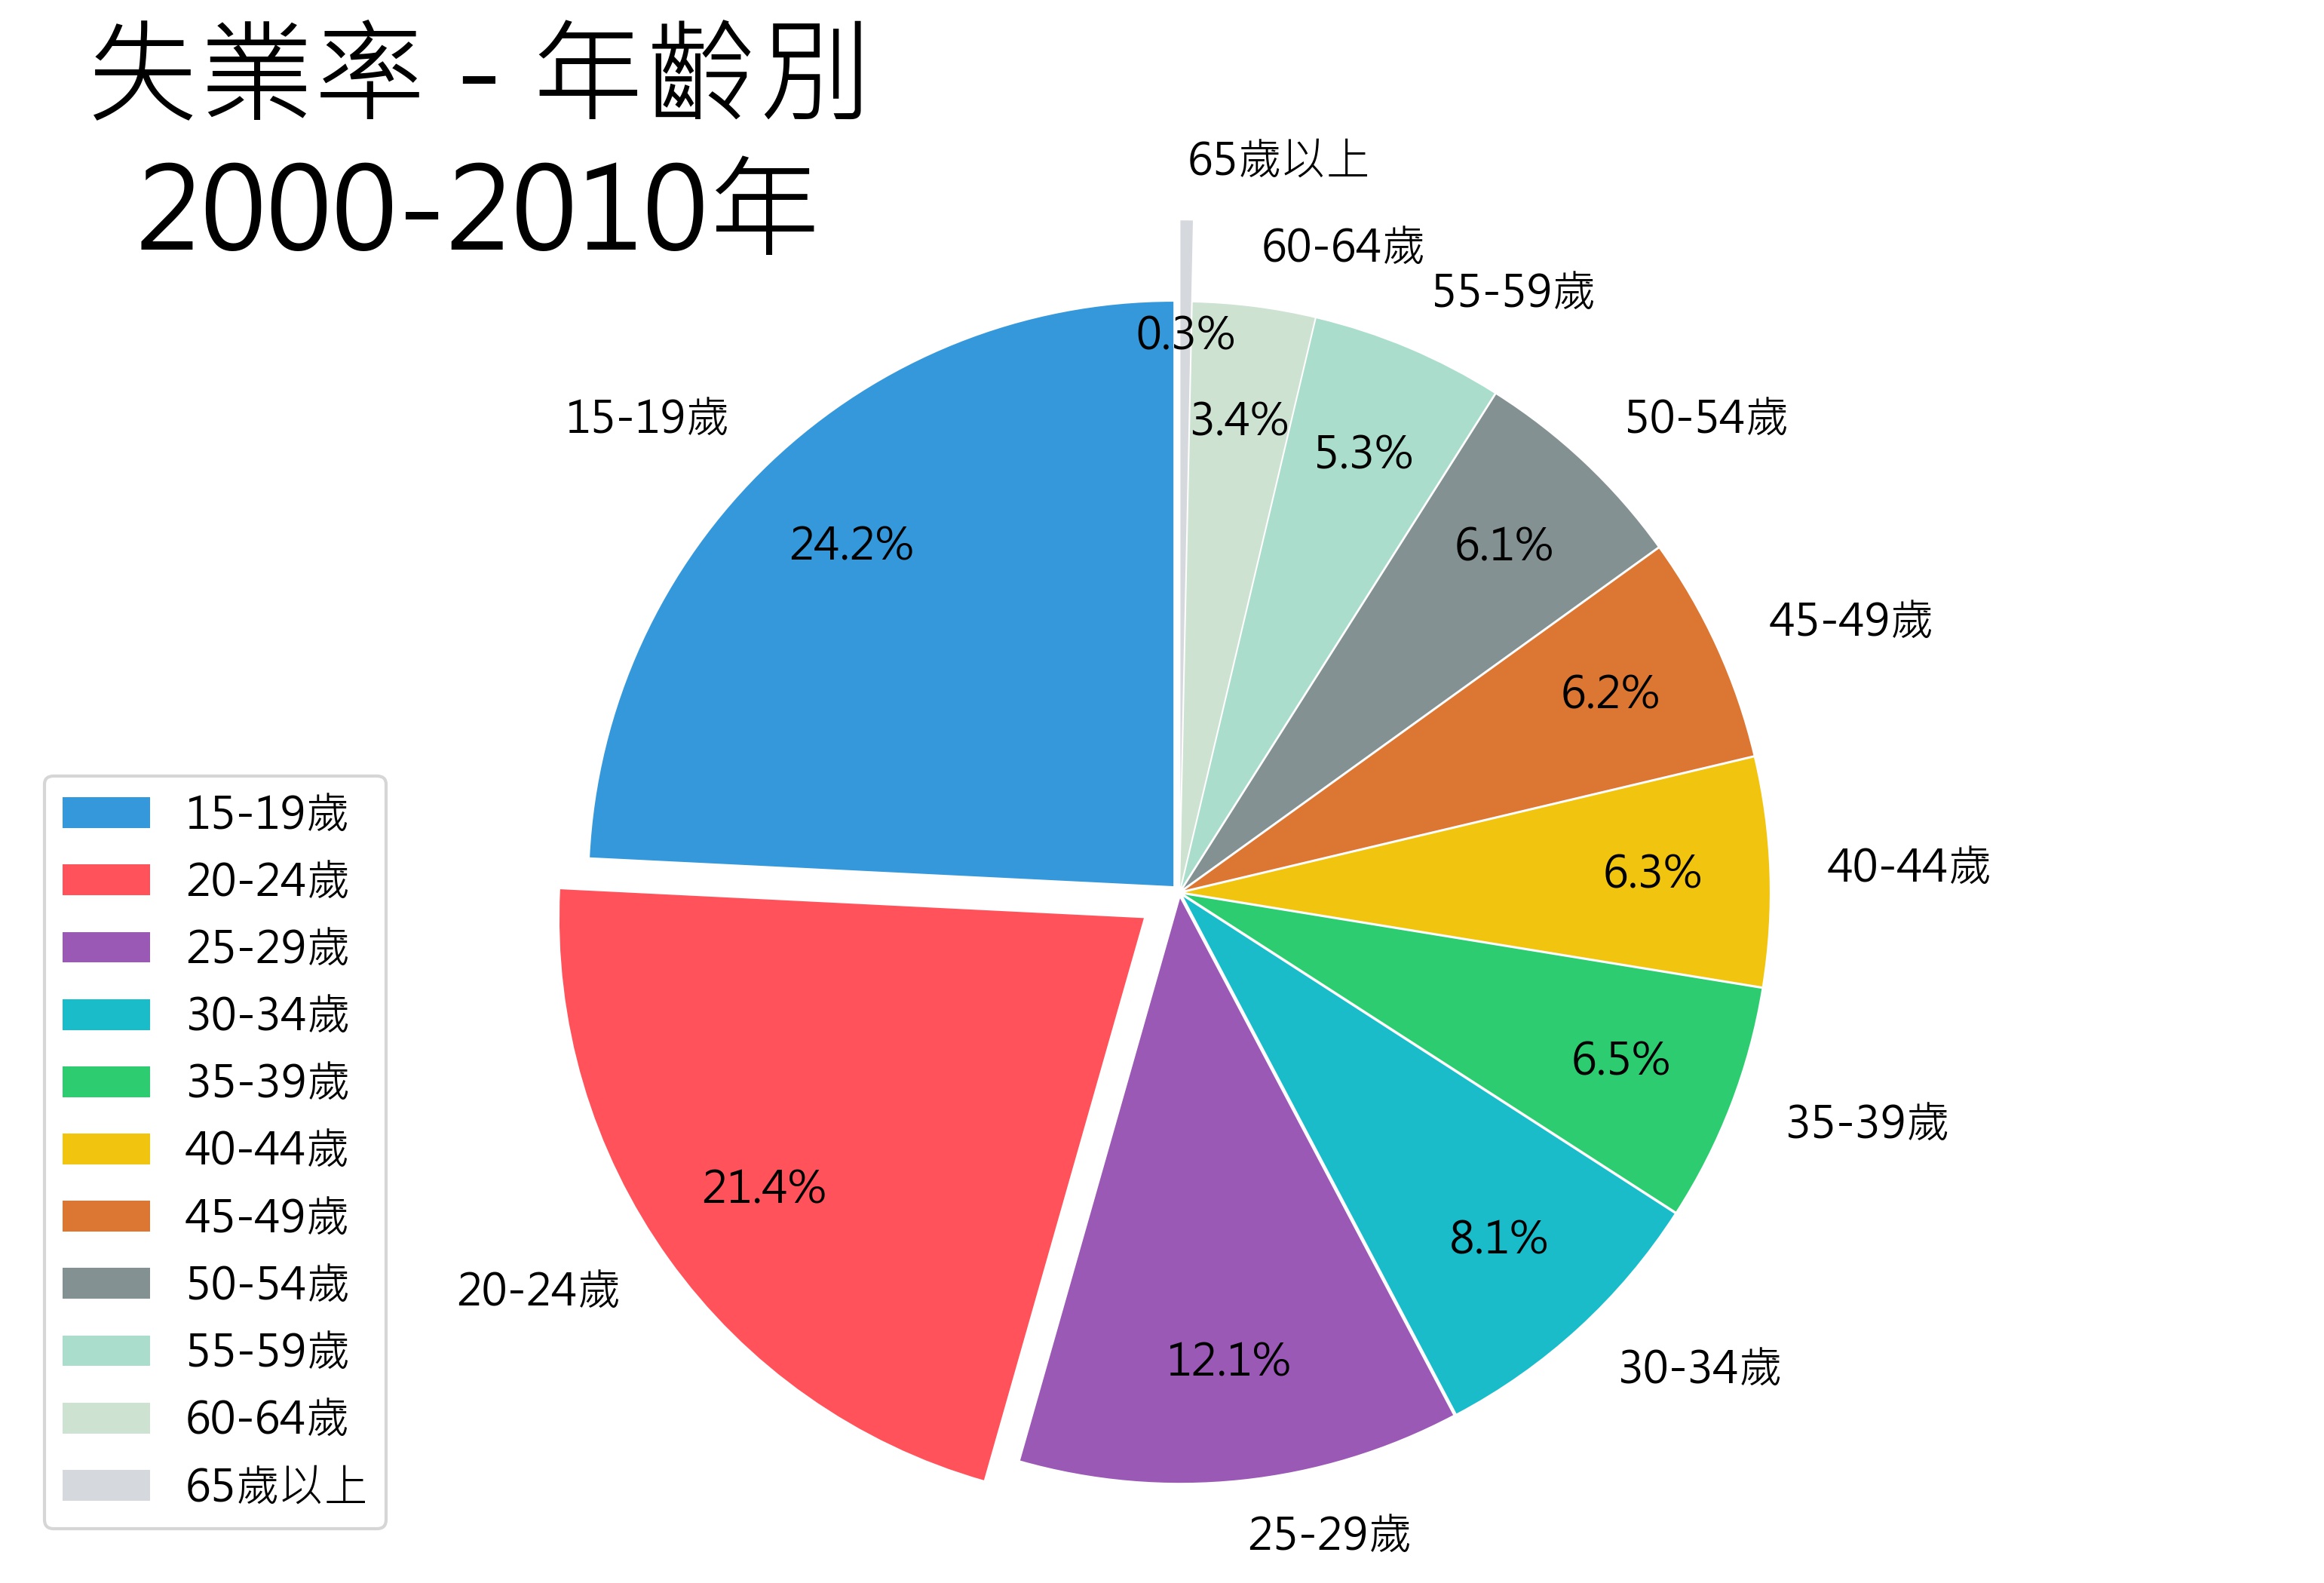 失業率 - 年齢別
2000-2010年
65歳以上
60-64歳
55-59歳
0.3%
15-19歳
3.4%
50-54歳
5.3%
24.2%
6.1%
45-49歳
6.2%
40-44歳
6.3%
6.5%
35-39歳
21.4%
8.1%
20-24歳
12.1%
30-34歳
25-29歳
15-19歳
20-24歳
25-29歳
30-34歳
35-39歳
40-44歳
45-49歳
50-54歳
55-59歳
60-64歳
65歳以上